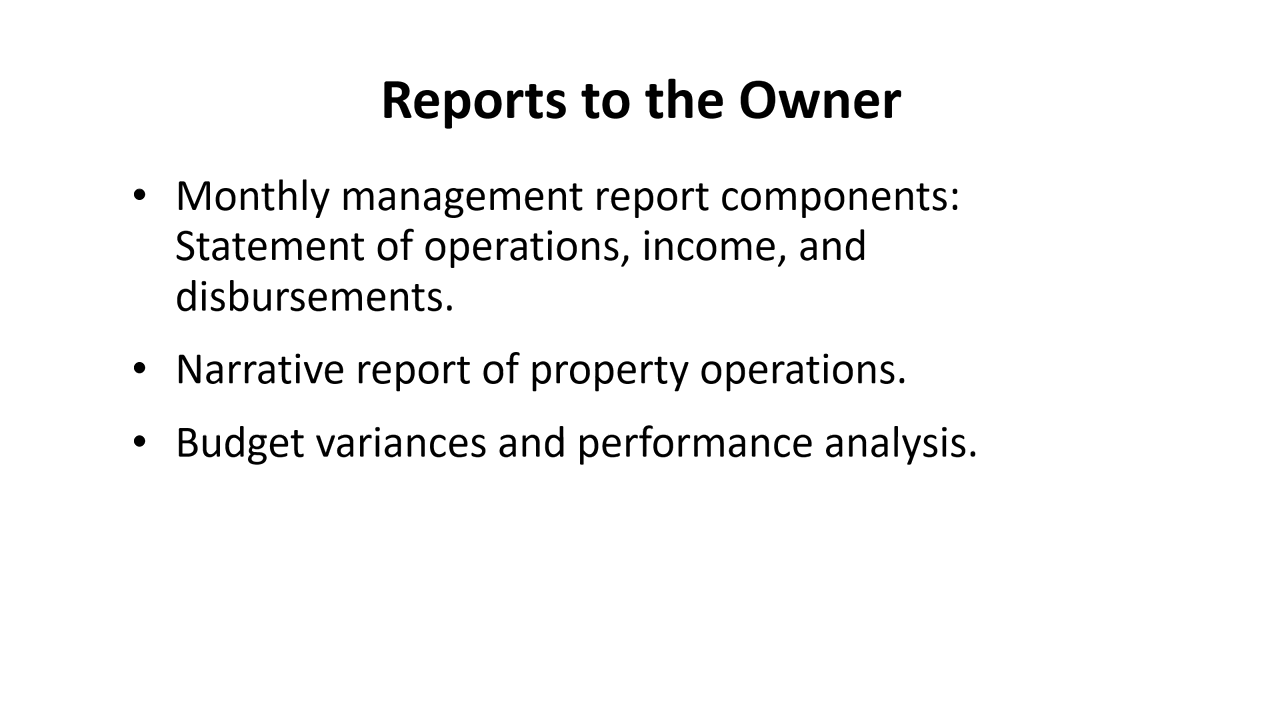 Reports to the Owner
• Monthly management report components:
Statement of operations, income, and
disbursements.
• Narrative report of property operations.
• Budget variances and performance analysis.